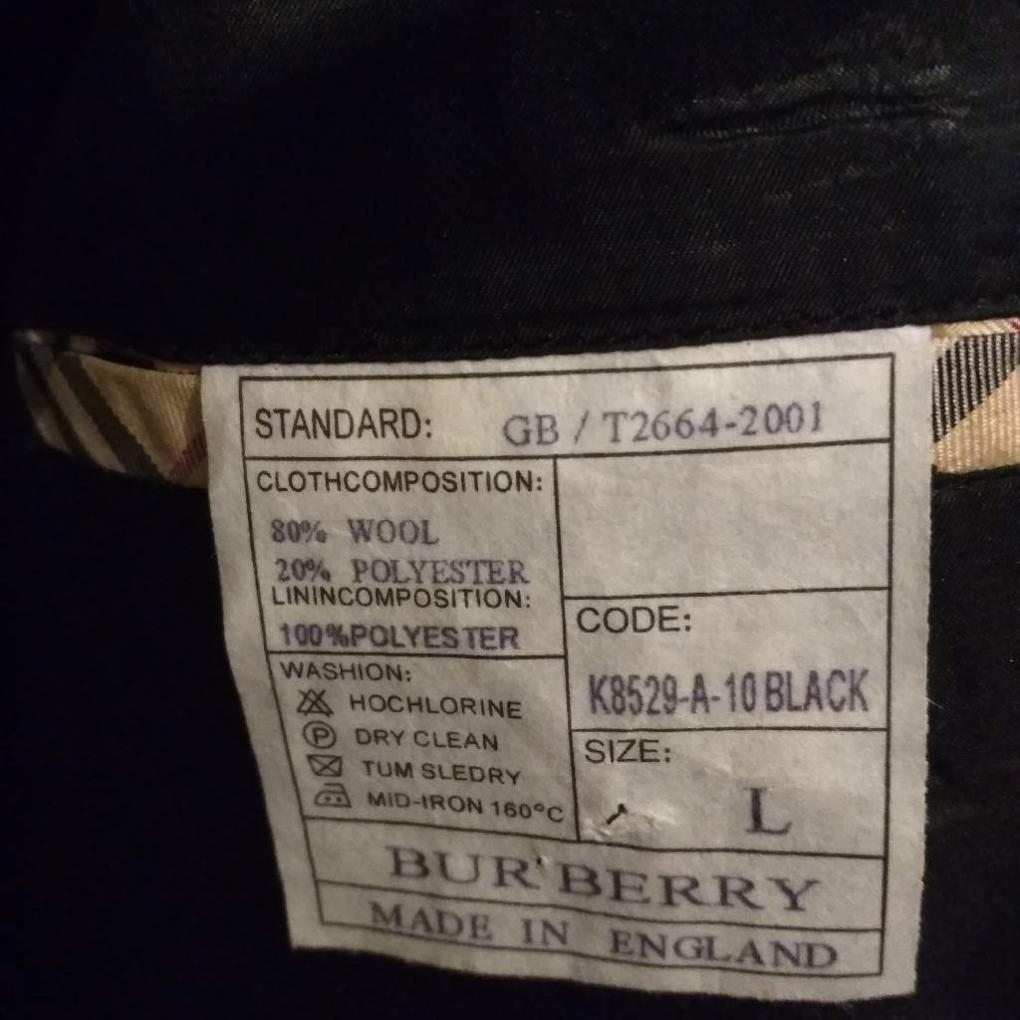 STANDARD: GB / T2664-2001
CLOTHCOMPOSITION:
80% WOOL
20% POLYESTER
LININCOMPOSITION:
100%POLYESTER
WASHION:
HOCHLORINE
P DRY CLEAN
TUM SLEDRY
MID-IRON 160°C
CODE:
K8529-A-10 BLACK
SIZE:
L
BUR'BERRY
MADE IN ENGLAND